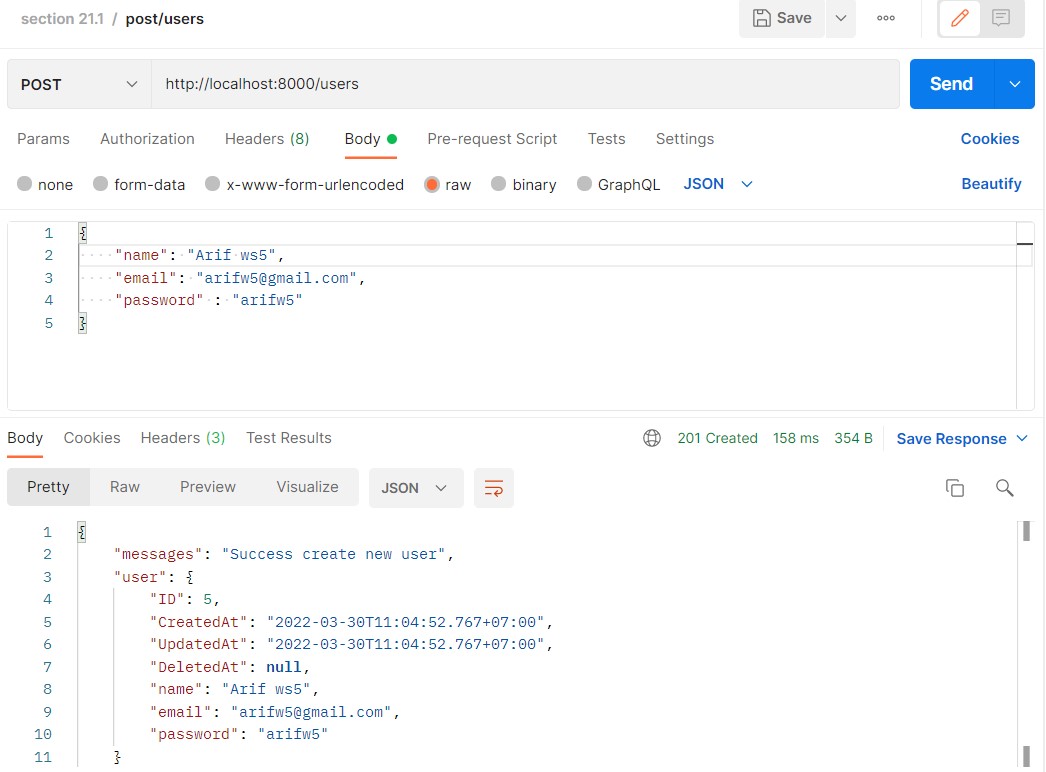 section 21.1 / post/users
Save
POST http://localhost:8000/users Send
Params Authorization Headers (8) Body Pre-request Script Tests Settings Cookies
none form-data x-www-form-urlencoded raw binary GraphQL JSON Beautify
1 {
2 "name": "Arif ws5",
3 "email": "arifw5@gmail.com",
4 "password" : "arifw5"
5 }
Body Cookies Headers (3) Test Results 201 Created 158 ms 354 B Save Response
Pretty Raw Preview Visualize JSON
1 {
2 "messages": "Success create new user",
3 "user": {
4 "ID": 5,
5 "CreatedAt": "2022-03-30T11:04:52.767+07:00",
6 "UpdatedAt": "2022-03-30T11:04:52.767+07:00",
7 "DeletedAt": null,
8 "name": "Arif ws5",
9 "email": "arifw5@gmail.com",
10 "password": "arifw5"
11 }